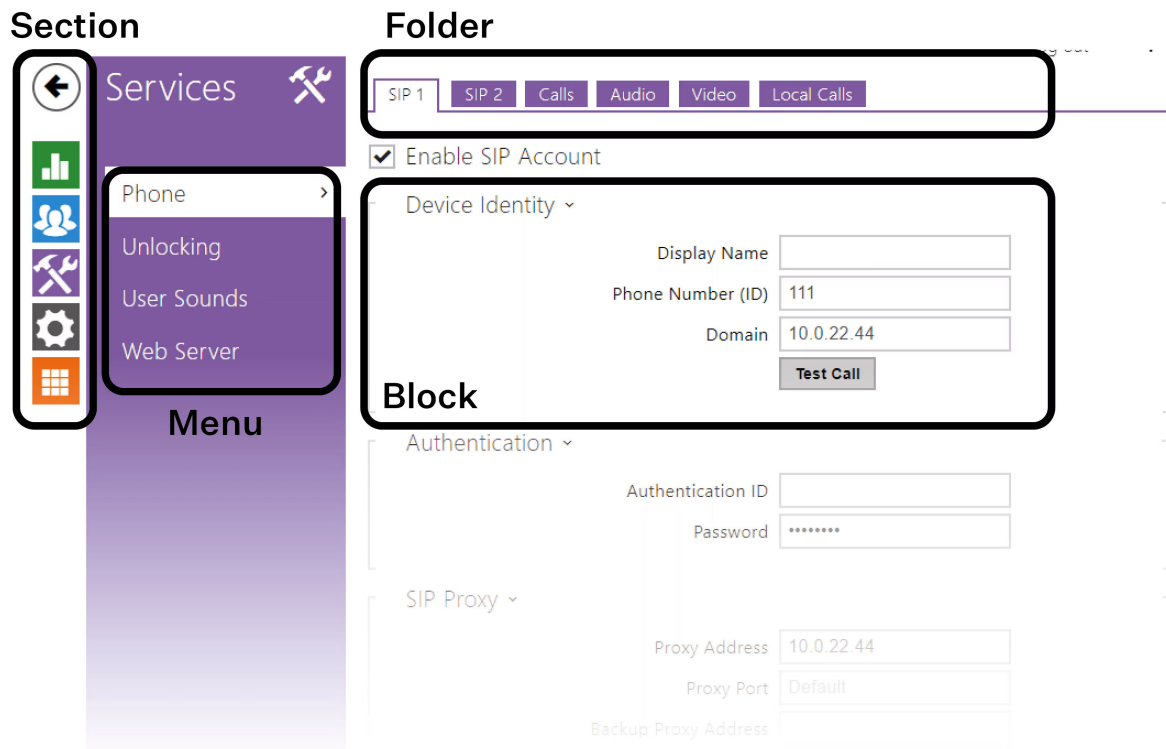 Section
Folder
Services
SIP 1 SIP 2 Calls Audio Video Local Calls
Enable SIP Account
Phone
Unlocking
User Sounds
Web Server
Menu
Device Identity
Display Name
Phone Number (ID) 111
Domain 10.0.22.44
Test Call
Block
Authentication
Authentication ID
Password ••••••••
SIP Proxy
Proxy Address 10.0.22.44
Proxy Port Default
Backup Proxy Address